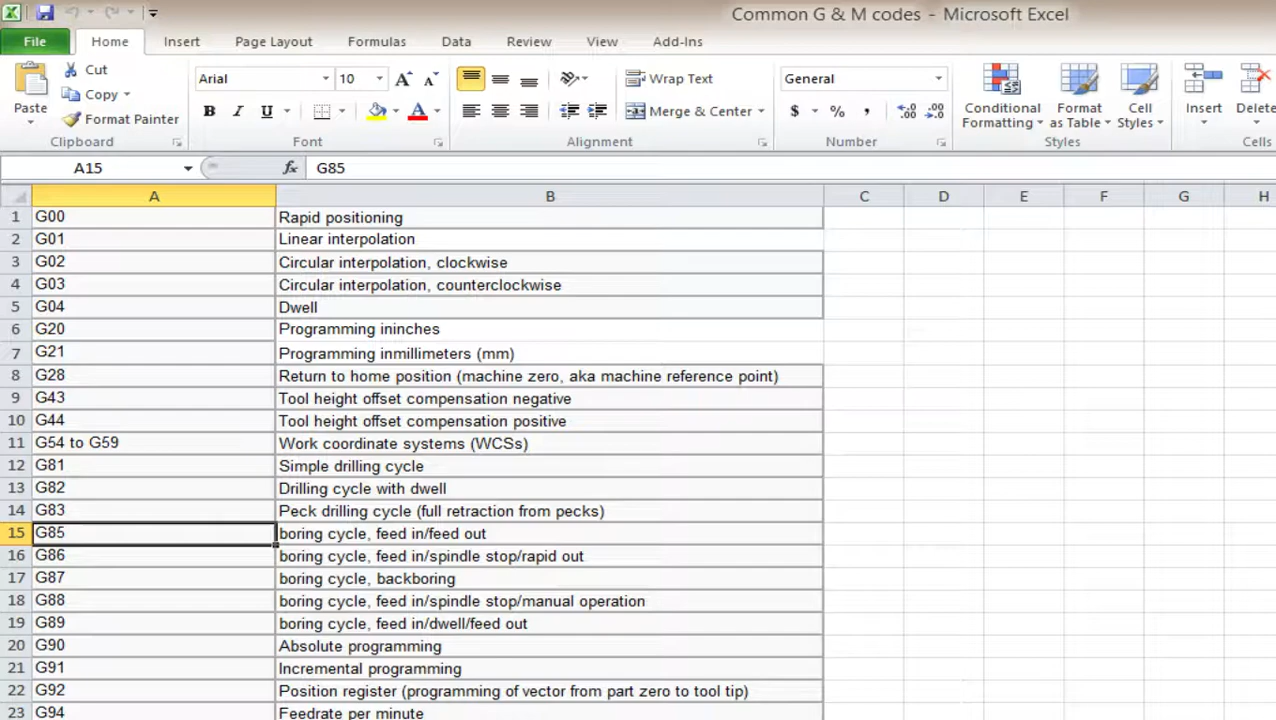 Common G & M codes - Microsoft Excel
File Home Insert Page Layout Formulas Data Review View Add-Ins
Paste
Cut
Copy
Format Painter
Clipboard
Arial 10
B I U
Font
Wrap Text
Merge & Center
Alignment
General
$ % ,
Number
Conditional Formatting
Format as Table
Cell Styles
Styles
Insert
Delete
Cells
A15 fx G85
A B C D E F G H
1 G00 Rapid positioning
2 G01 Linear interpolation
3 G02 Circular interpolation, clockwise
4 G03 Circular interpolation, counterclockwise
5 G04 Dwell
6 G20 Programming ininches
7 G21 Programming inmillimeters (mm)
8 G28 Return to home position (machine zero, aka machine reference point)
9 G43 Tool height offset compensation negative
10 G44 Tool height offset compensation positive
11 G54 to G59 Work coordinate systems (WCSs)
12 G81 Simple drilling cycle
13 G82 Drilling cycle with dwell
14 G83 Peck drilling cycle (full retraction from pecks)
15 G85 boring cycle, feed in/feed out
16 G86 boring cycle, feed in/spindle stop/rapid out
17 G87 boring cycle, backboring
18 G88 boring cycle, feed in/spindle stop/manual operation
19 G89 boring cycle, feed in/dwell/feed out
20 G90 Absolute programming
21 G91 Incremental programming
22 G92 Position register (programming of vector from part zero to tool tip)
23 G94 Feedrate per minute